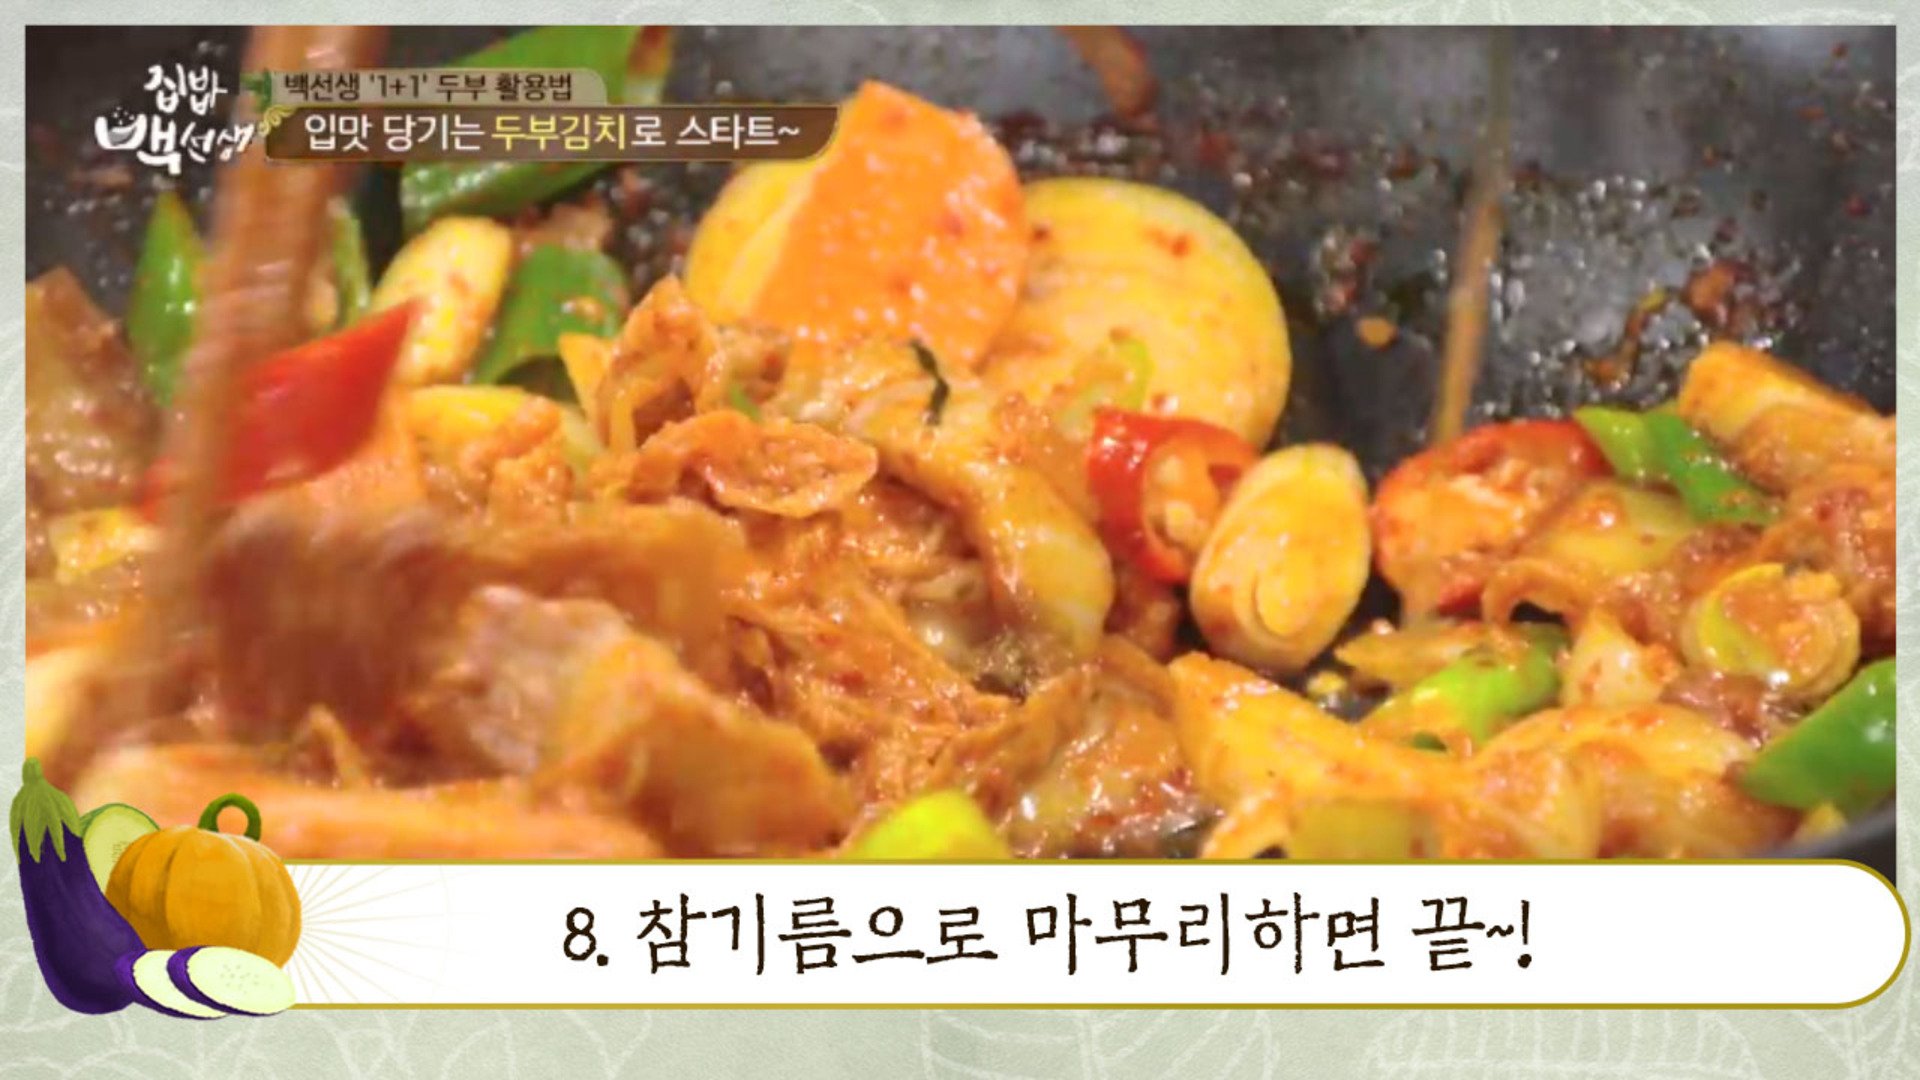 집밥
백선생
백선생 '1+1' 두부 활용법
입맛 당기는 두부김치로 스타트~
8. 참기름으로 마무리하면 끝~!